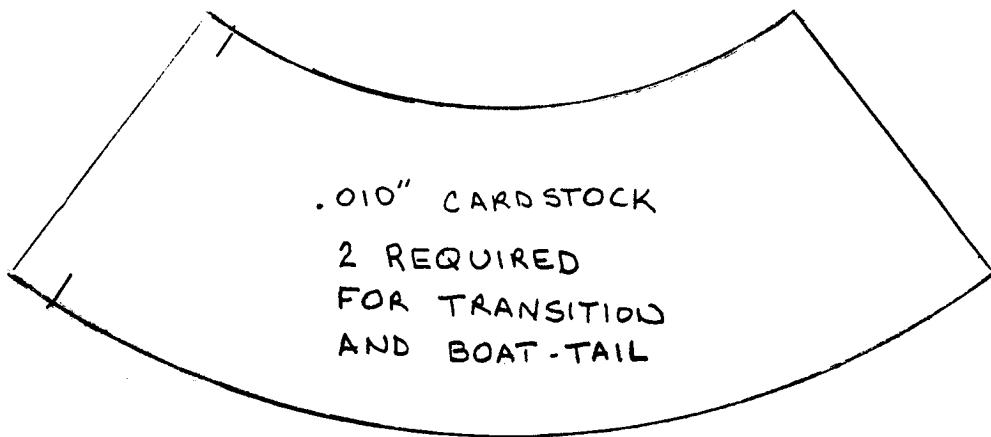 .010" CARDSTOCK
2 REQUIRED
FOR TRANSITION
AND BOAT-TAIL